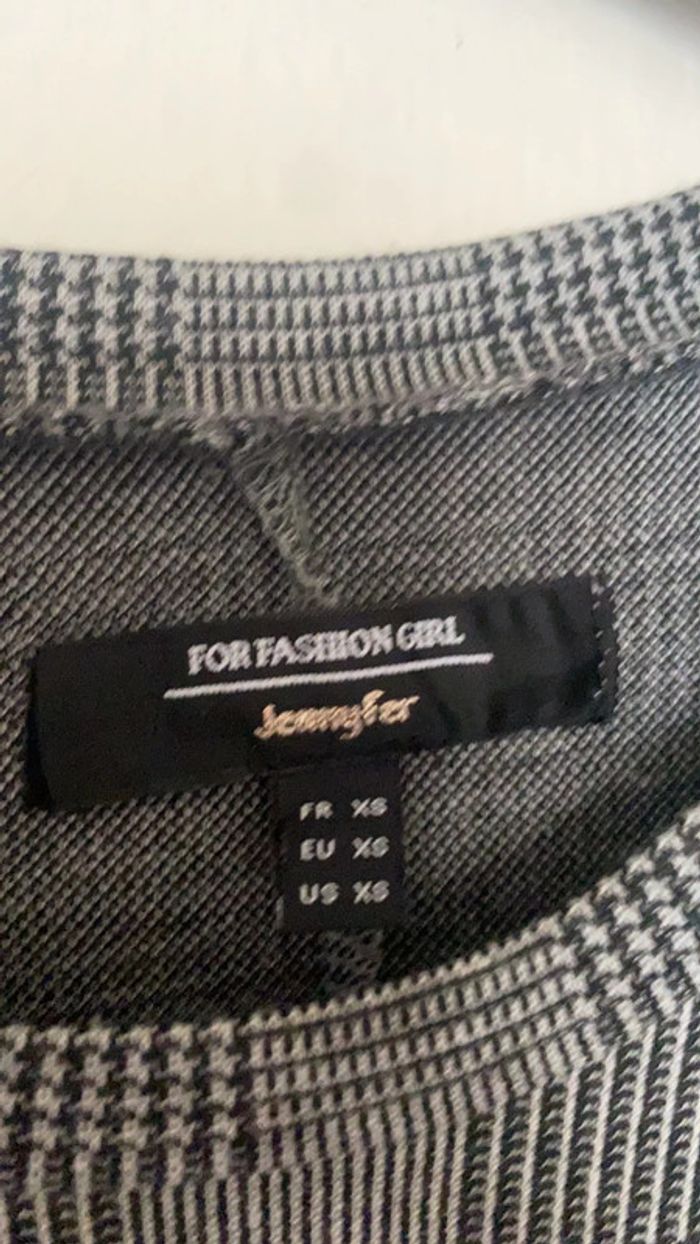 FOR FASHION GIRL
Jennyfer
FR XS
EU XS
US XS